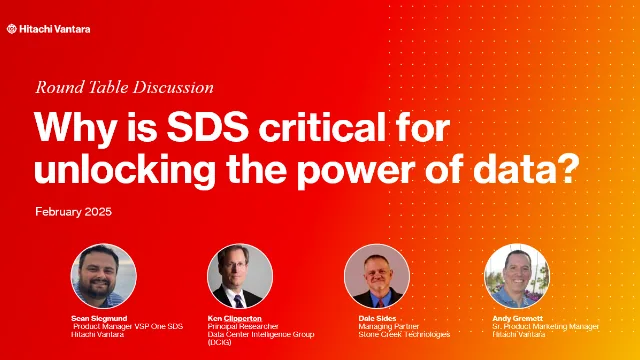 Hitachi Vantara
Round Table Discussion
Why is SDS critical for
unlocking the power of data?
February 2025
Sean Siegmund
Product Manager VSP One SDS
Hitachi Vantara
Ken Clipperton
Principal Researcher
Data Center Intelligence Group
(DCIG)
Dale Sides
Managing Partner
Stone Creek Technologies
Andy Gremett
Sr. Product Marketing Manager
Hitachi Vantara